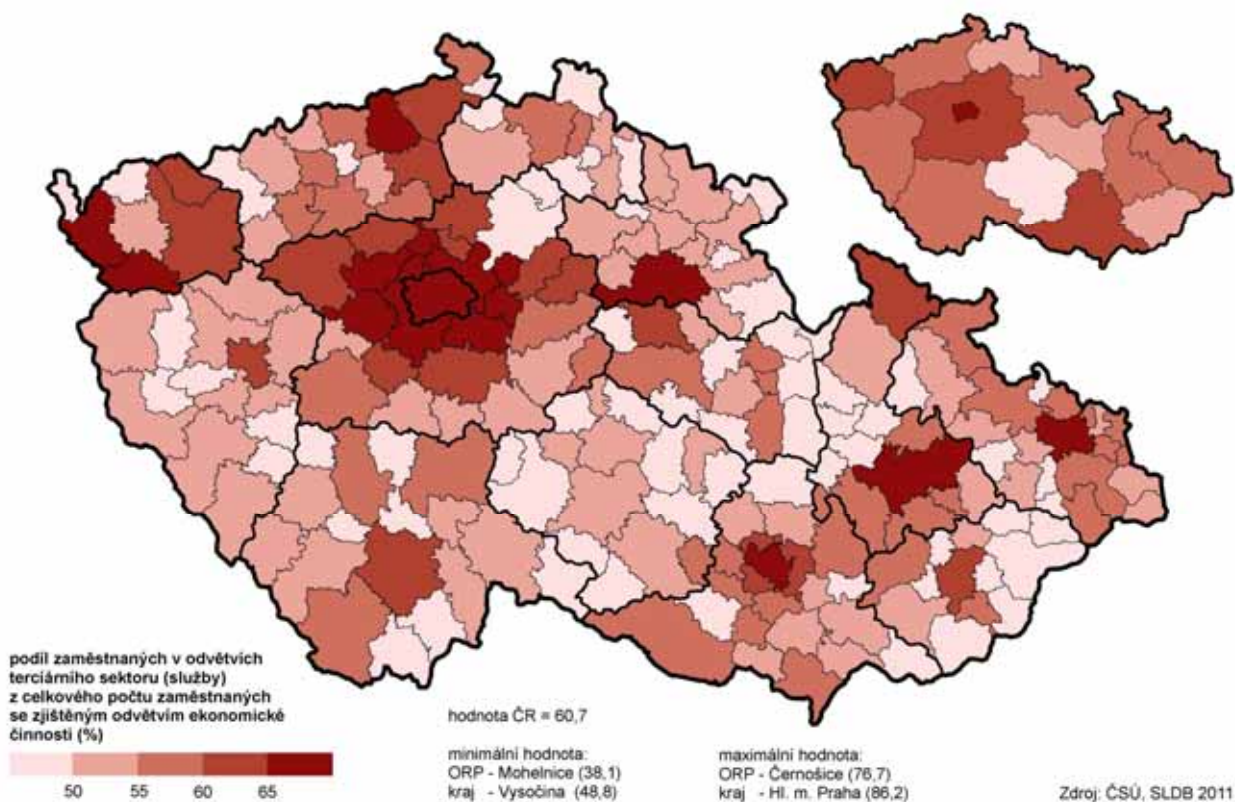 podíl zaměstnaných v odvětvích
terciárního sektoru (služby)
z celkového počtu zaměstnaných
se zjištěným odvětvím ekonomické
činnosti (%)
50 55 60 65
hodnota ČR = 60,7
minimální hodnota:
ORP - Mohelnice (38,1)
kraj - Vysočina (48,8)
maximální hodnota:
ORP - Černošice (76,7)
kraj - Hl. m. Praha (86,2)
Zdroj: ČSÚ, SLDB 2011